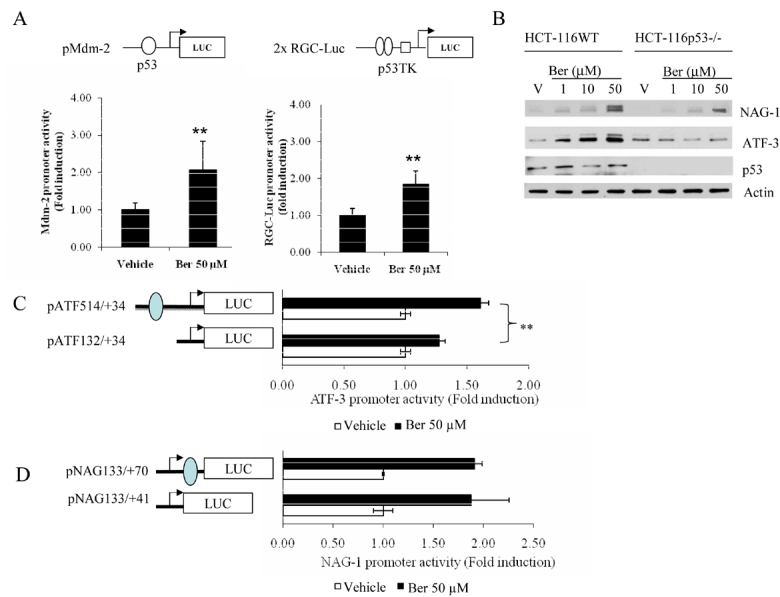 A
pMdm-2
p53
LUC
2x RGC-Luc
p53TK
LUC
Mdm-2 promoter activity
(Fold induction)
4.00
3.00
2.00
1.00
0.00
**
Vehicle
Ber 50 µM
RGC-Luc promoter activity
(fold induction)
4.00
3.00
2.00
1.00
0.00
**
Vehicle
Ber 50 µM
B
HCT-116WT
HCT-116p53-/-
Ber (µM)
Ber (µM)
V 1 10 50 V 1 10 50
NAG-1
ATF-3
p53
Actin
C
pATF514/+34
LUC
pATF132/+34
LUC
**
0.00 0.50 1.00 1.50 2.00
ATF-3 promoter activity (Fold induction)
Vehicle Ber 50 µM
D
pNAG133/+70
LUC
pNAG133/+41
LUC
0.00 0.50 1.00 1.50 2.00 2.50
NAG-1 promoter activity (Fold induction)
Vehicle Ber 50 µM